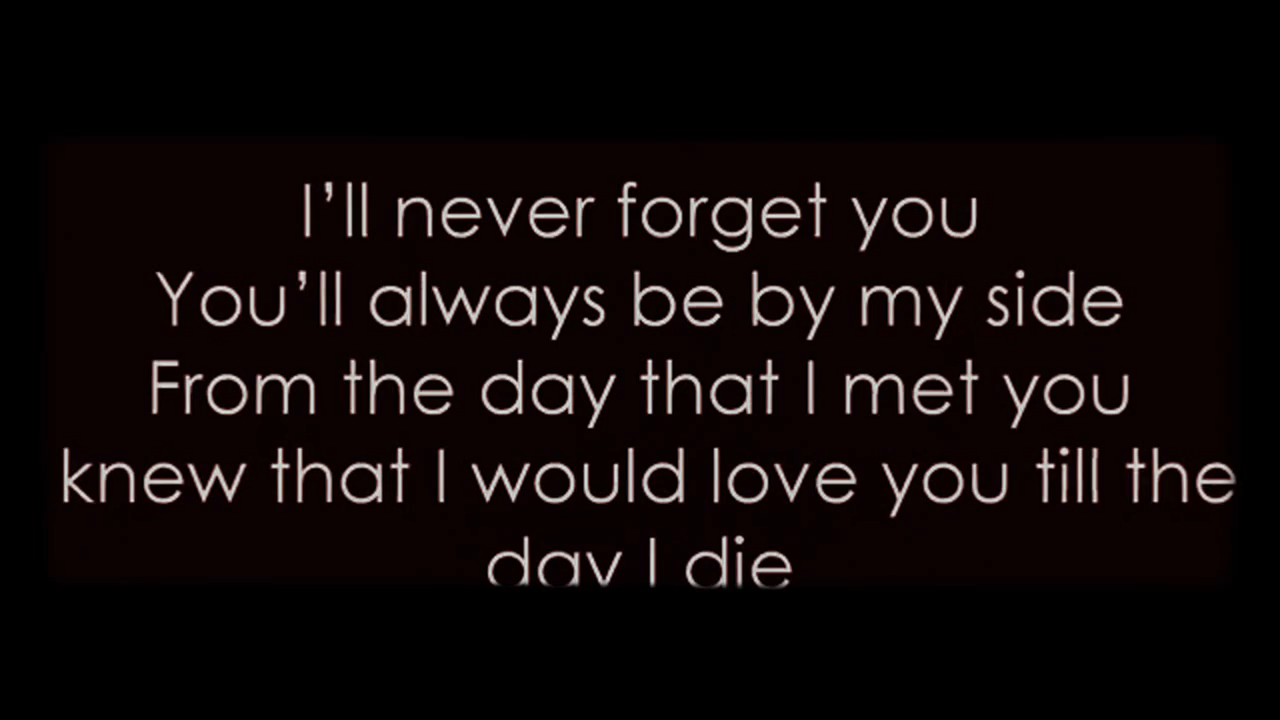 I’ll never forget you
You’ll always be by my side
From the day that I met you
knew that I would love you till the
day I die